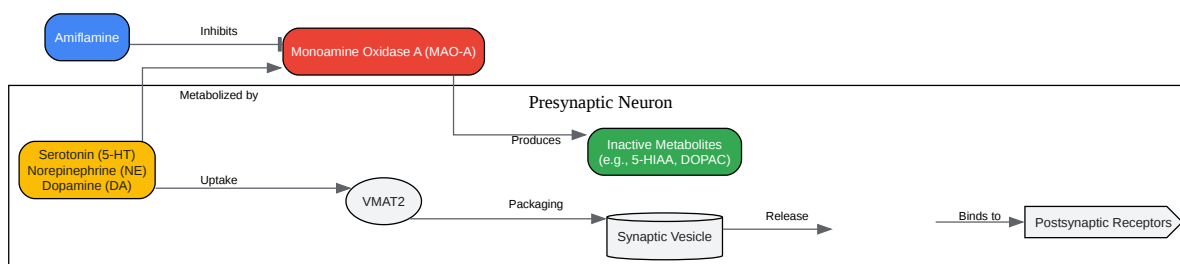 Amiflamine
Inhibits
Monoamine Oxidase A (MAO-A)
Metabolized by
Presynaptic Neuron
Produces
Inactive Metabolites
(e.g., 5-HIAA, DOPAC)
Serotonin (5-HT)
Norepinephrine (NE)
Dopamine (DA)
Uptake
VMAT2
Packaging
Synaptic Vesicle
Release
Binds to
Postsynaptic Receptors